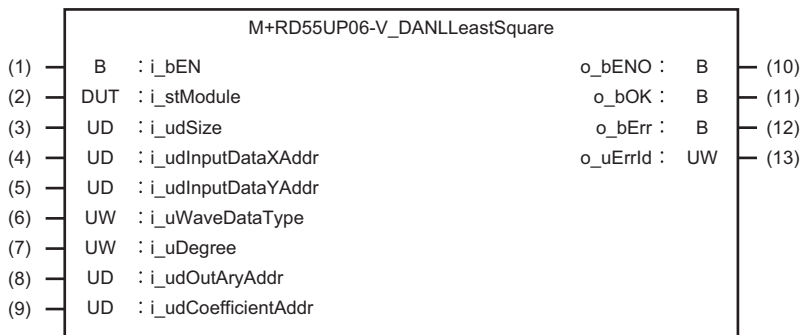 M+RD55UP06-V_DANLLeastSquare
(1) B : i_bEN o_bENO : B (10)
(2) DUT : i_stModule o_bOK : B (11)
(3) UD : i_udSize o_bErr : B (12)
(4) UD : i_udInputDataXAddr o_uErrId : UW (13)
(5) UD : i_udInputDataYAddr
(6) UW : i_uWaveDataType
(7) UW : i_uDegree
(8) UD : i_udOutAryAddr
(9) UD : i_udCoefficientAddr